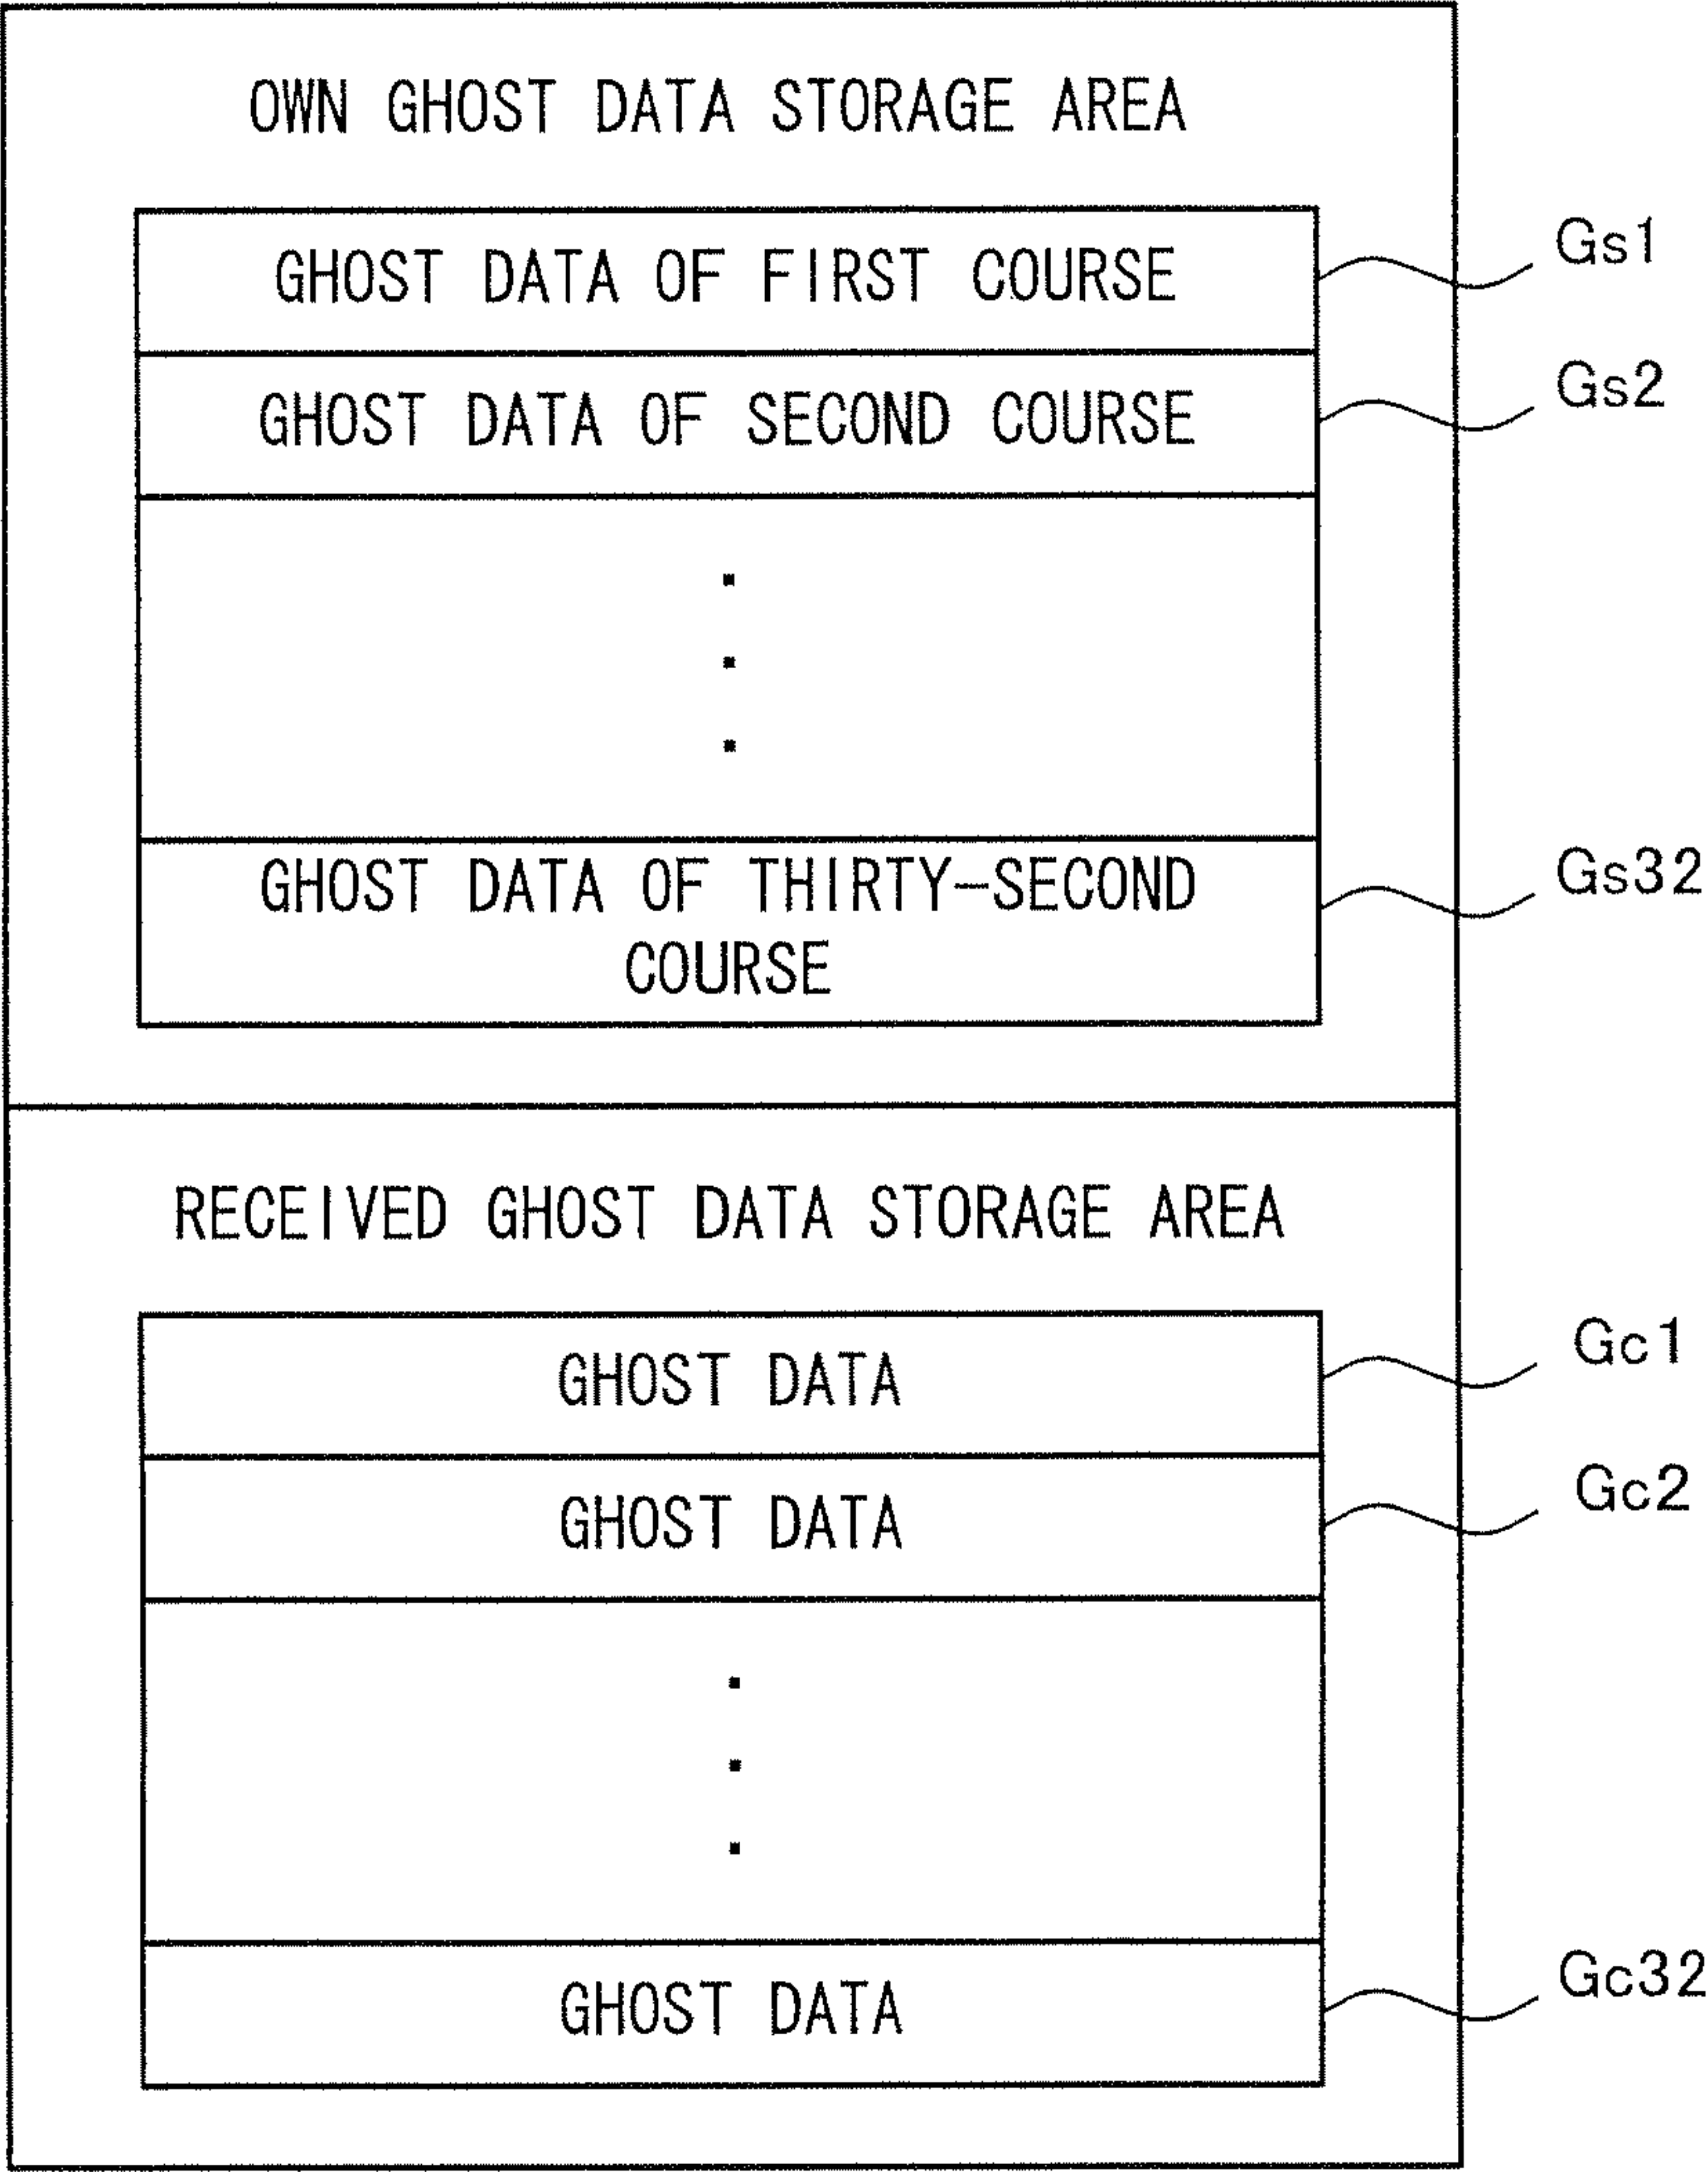 OWN GHOST DATA STORAGE AREA
GHOST DATA OF FIRST COURSE
Gs1
GHOST DATA OF SECOND COURSE
Gs2
GHOST DATA OF THIRTY-SECOND
COURSE
Gs32
RECEIVED GHOST DATA STORAGE AREA
GHOST DATA
Gc1
GHOST DATA
Gc2
GHOST DATA
Gc32